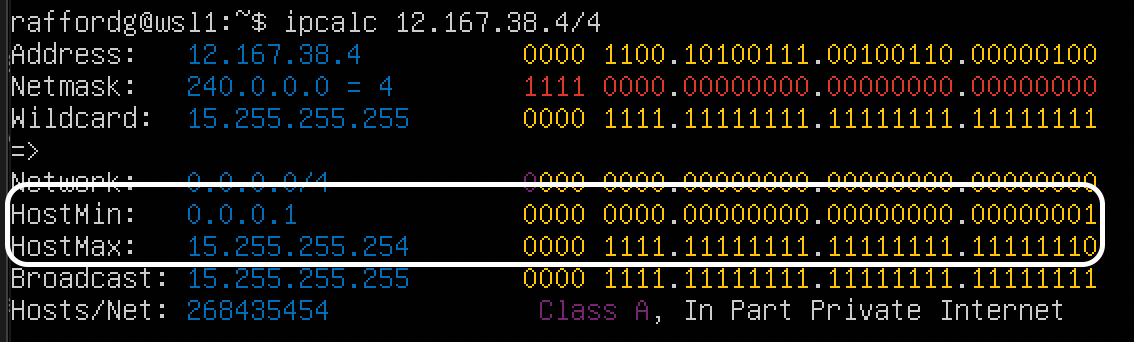 raffordg@wsl1:~$ ipcalc 12.167.38.4/4
Address:   12.167.38.4          0000 1100.10100111.00100110.00000100
Netmask:   240.0.0.0 = 4        1111 0000.00000000.00000000.00000000
Wildcard:  15.255.255.255       0000 1111.11111111.11111111.11111111
=>
Network:   0.0.0.0/4            0000 0000.00000000.00000000.00000000
HostMin:   0.0.0.1              0000 0000.00000000.00000000.00000001
HostMax:   15.255.255.254       0000 1111.11111111.11111111.11111110
Broadcast: 15.255.255.255       0000 1111.11111111.11111111.11111111
Hosts/Net: 268435454             Class A, In Part Private Internet